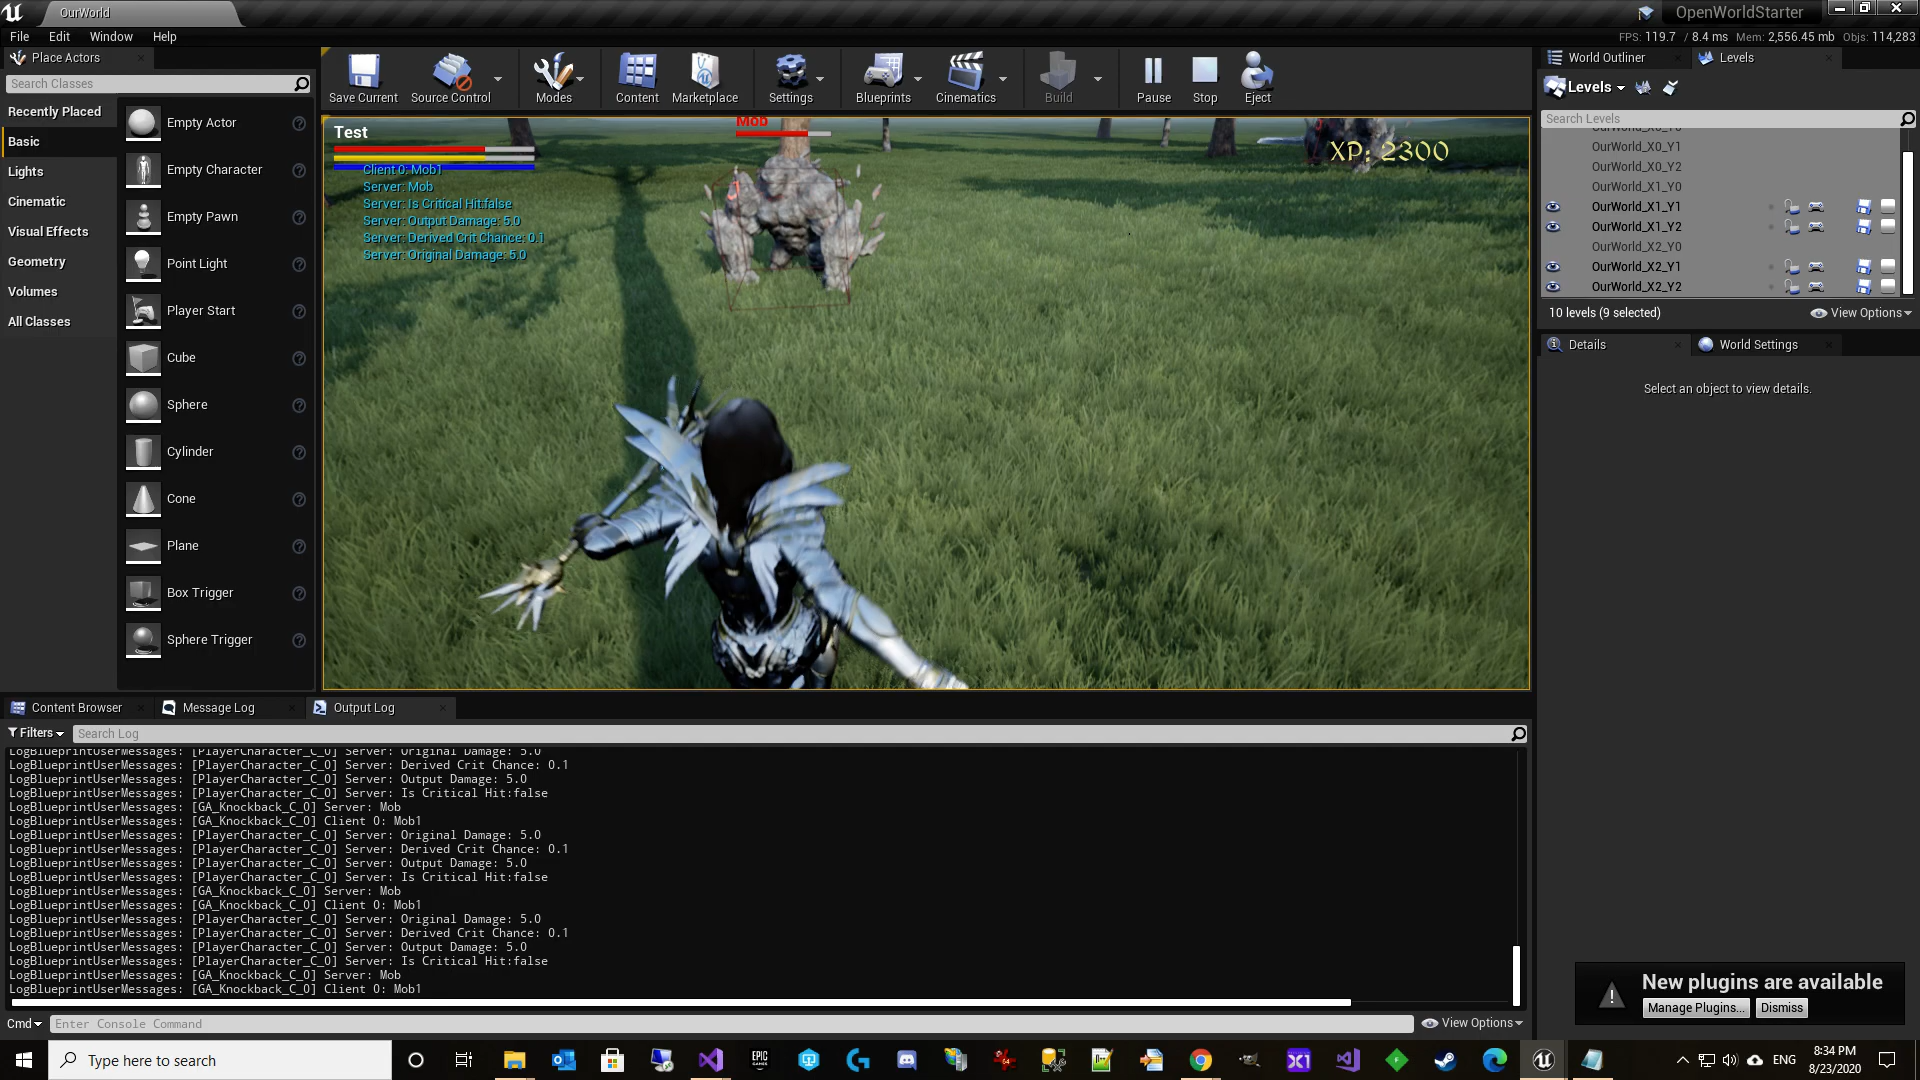 OurWorld
OpenWorldStarter
File Edit Window Help
FPS: 119.7 / 8.4 ms Mem: 2,556.45 mb Objs: 114,283
Place Actors
Search Classes
Recently Placed
Basic
Lights
Cinematic
Visual Effects
Geometry
Volumes
All Classes
Empty Actor
Empty Character
Empty Pawn
Point Light
Player Start
Cube
Sphere
Cylinder
Cone
Plane
Box Trigger
Sphere Trigger
Save Current Source Control Modes Content Marketplace Settings Blueprints Cinematics Build Pause Stop Eject
Test
Mob
XP: 2300
Client 0: Mob1
Server: Mob
Server: Is Critical Hit:false
Server: Output Damage: 5.0
Server: Derived Crit Chance: 0.1
Server: Original Damage: 5.0
World Outliner Levels
Levels
Search Levels
OurWorld_X0_Y0
OurWorld_X0_Y1
OurWorld_X0_Y2
OurWorld_X1_Y0
OurWorld_X1_Y1
OurWorld_X1_Y2
OurWorld_X2_Y0
OurWorld_X2_Y1
OurWorld_X2_Y2
10 levels (9 selected) View Options
Details World Settings
Select an object to view details.
Content Browser Message Log Output Log
Filters Search Log
LogBlueprintUserMessages: [PlayerCharacter_C_0] Server: Original Damage: 5.0
LogBlueprintUserMessages: [PlayerCharacter_C_0] Server: Derived Crit Chance: 0.1
LogBlueprintUserMessages: [PlayerCharacter_C_0] Server: Output Damage: 5.0
LogBlueprintUserMessages: [PlayerCharacter_C_0] Server: Is Critical Hit:false
LogBlueprintUserMessages: [GA_Knockback_C_0] Server: Mob
LogBlueprintUserMessages: [GA_Knockback_C_0] Client 0: Mob1
LogBlueprintUserMessages: [PlayerCharacter_C_0] Server: Original Damage: 5.0
LogBlueprintUserMessages: [PlayerCharacter_C_0] Server: Derived Crit Chance: 0.1
LogBlueprintUserMessages: [PlayerCharacter_C_0] Server: Output Damage: 5.0
LogBlueprintUserMessages: [PlayerCharacter_C_0] Server: Is Critical Hit:false
LogBlueprintUserMessages: [GA_Knockback_C_0] Server: Mob
LogBlueprintUserMessages: [GA_Knockback_C_0] Client 0: Mob1
LogBlueprintUserMessages: [PlayerCharacter_C_0] Server: Original Damage: 5.0
LogBlueprintUserMessages: [PlayerCharacter_C_0] Server: Derived Crit Chance: 0.1
LogBlueprintUserMessages: [PlayerCharacter_C_0] Server: Output Damage: 5.0
LogBlueprintUserMessages: [PlayerCharacter_C_0] Server: Is Critical Hit:false
LogBlueprintUserMessages: [GA_Knockback_C_0] Server: Mob
LogBlueprintUserMessages: [GA_Knockback_C_0] Client 0: Mob1
Cmd Enter Console Command View Options
New plugins are available
Manage Plugins... Dismiss
Type here to search
EPIC GAMES
X1
ENG
8:34 PM
8/23/2020